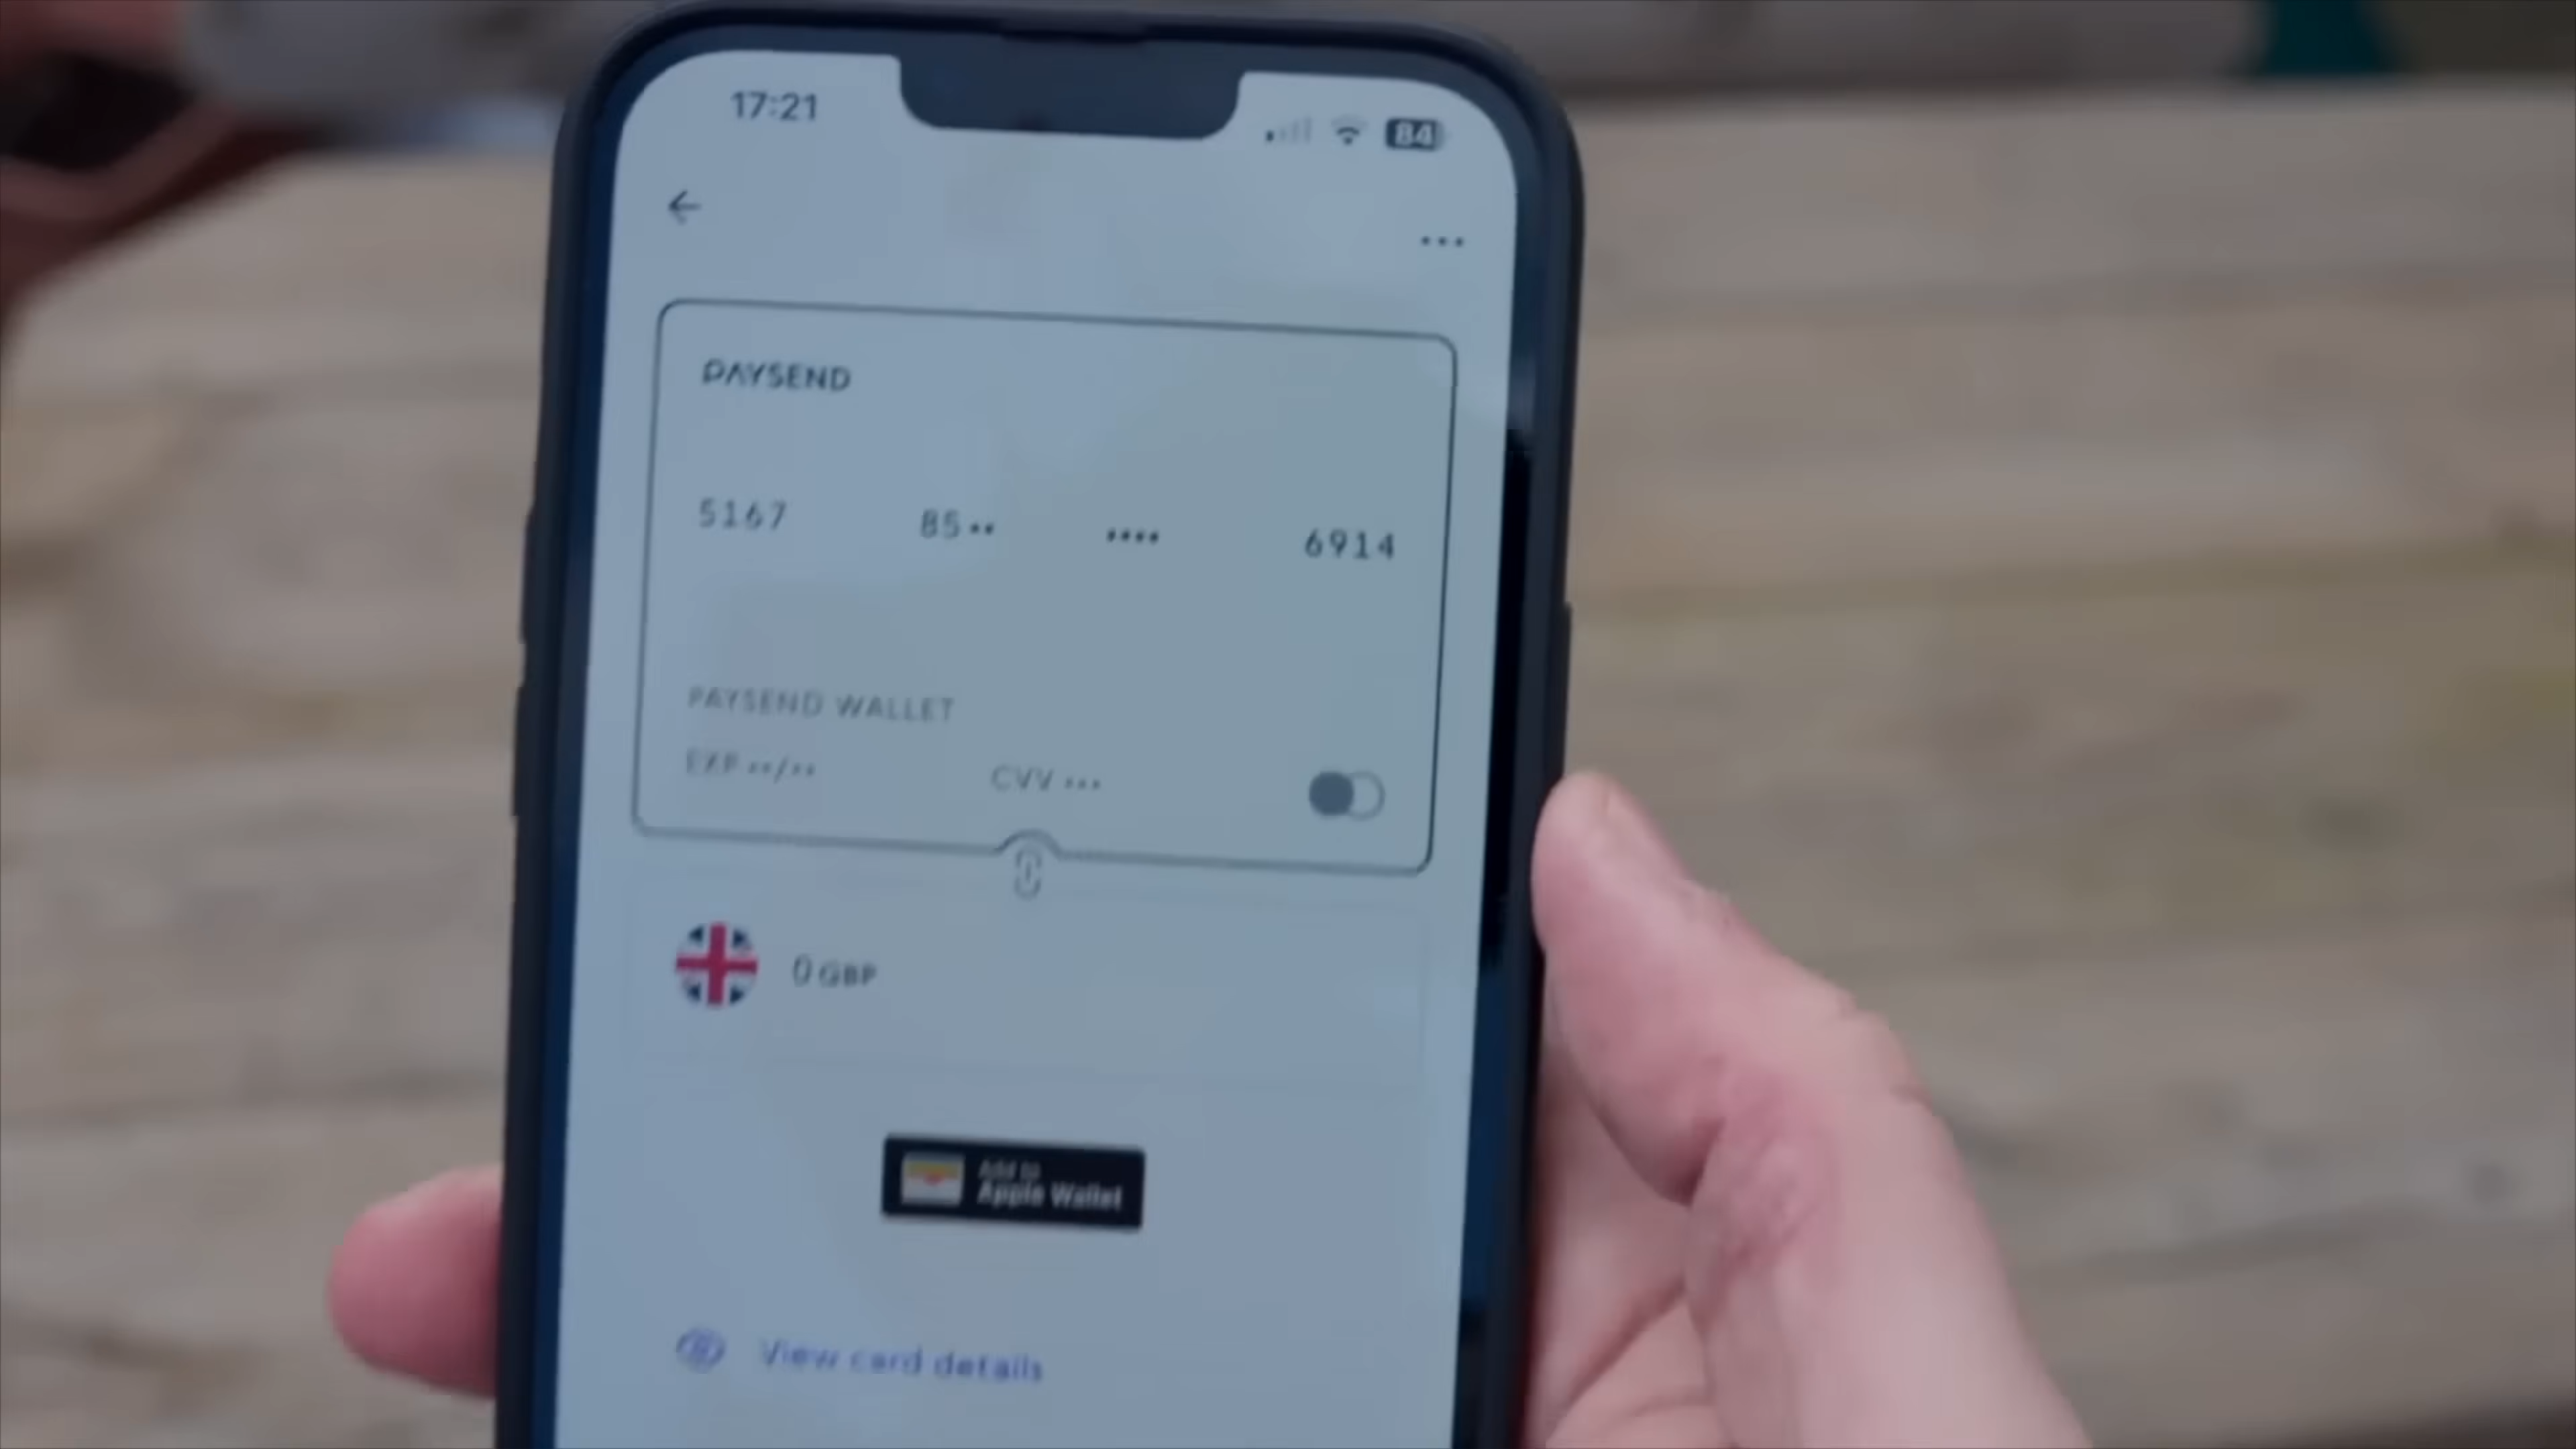 17:21
84
PAYSEND
5167 85•• •••• 6914
PAYSEND WALLET
EXP ••/•• CVV •••
0 GBP
Add to
Apple Wallet
View card details